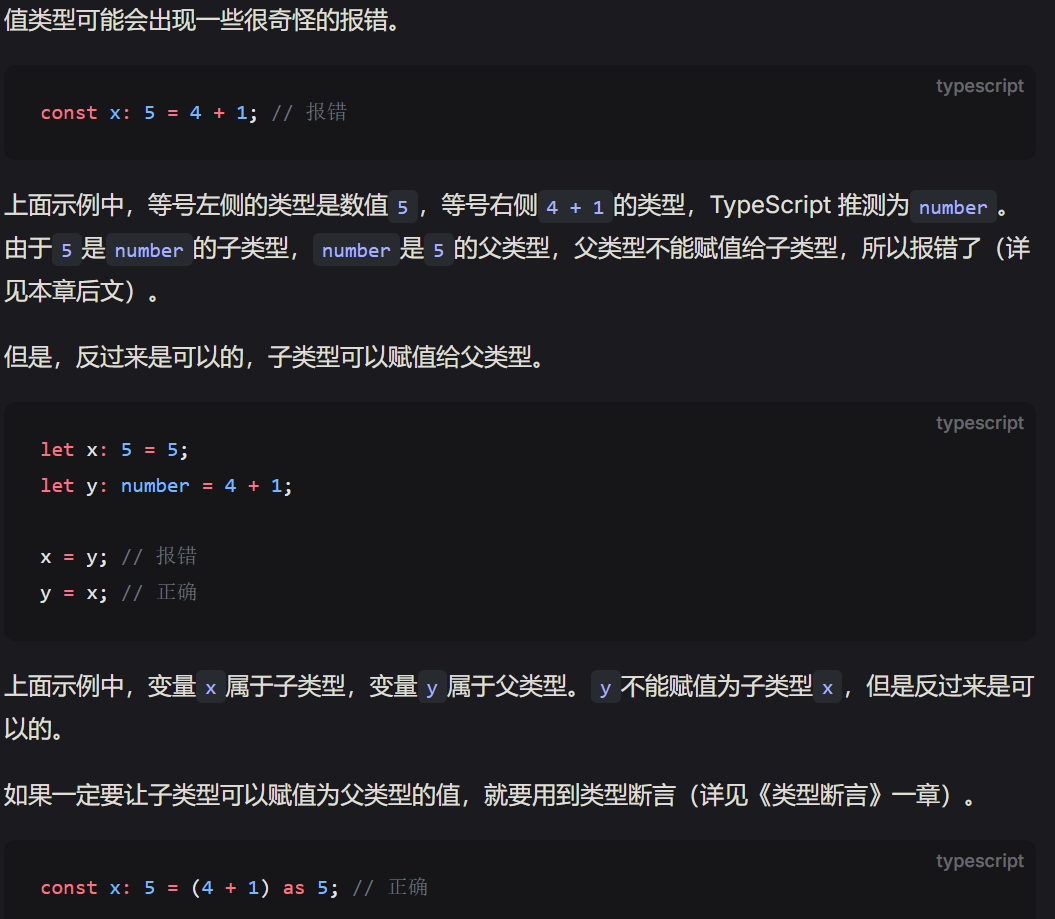 值类型可能会出现一些很奇怪的报错。
typescript
const x: 5 = 4 + 1; // 报错
上面示例中，等号左侧的类型是数值 5 ，等号右侧 4 + 1 的类型，TypeScript 推测为 number 。
由于 5 是 number 的子类型， number 是 5 的父类型，父类型不能赋值给子类型，所以报错了（详
见本章后文）。
但是，反过来是可以的，子类型可以赋值给父类型。
typescript
let x: 5 = 5;
let y: number = 4 + 1;
x = y; // 报错
y = x; // 正确
上面示例中，变量 x 属于子类型，变量 y 属于父类型。 y 不能赋值为子类型 x ，但是反过来是可
以的。
如果一定要让子类型可以赋值为父类型的值，就要用到类型断言（详见《类型断言》一章）。
typescript
const x: 5 = (4 + 1) as 5; // 正确